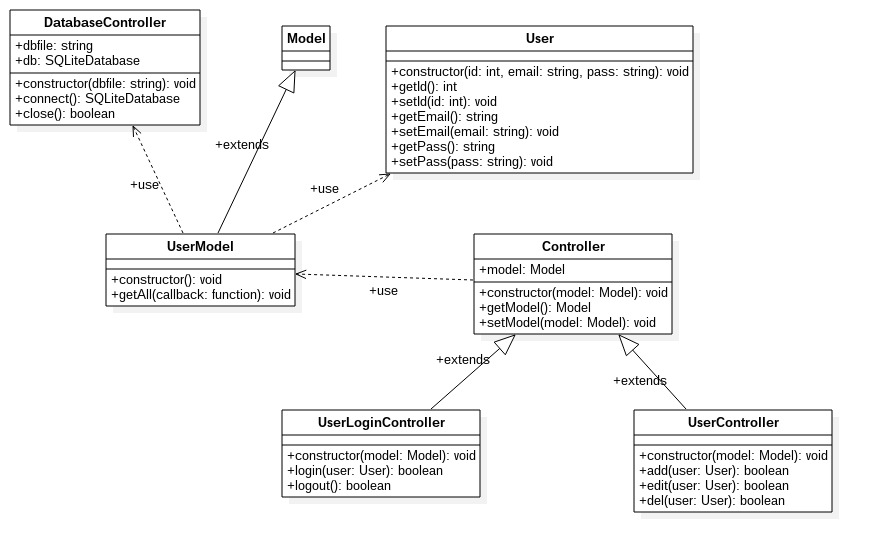 DatabaseController
+dbfile: string
+db: SQLiteDatabase
+constructor(dbfile: string): void
+connect(): SQLiteDatabase
+close(): boolean
Model
User
+constructor(id: int, email: string, pass: string): void
+getId(): int
+setId(id: int): void
+getEmail(): string
+setEmail(email: string): void
+getPass(): string
+setPass(pass: string): void
+extends
+use
+use
UserModel
+constructor(): void
+getAll(callback: function): void
Controller
+model: Model
+constructor(model: Model): void
+getModel(): Model
+setModel(model: Model): void
+use
+extends
+extends
UserLoginController
+constructor(model: Model): void
+login(user: User): boolean
+logout(): boolean
UserController
+constructor(model: Model): void
+add(user: User): boolean
+edit(user: User): boolean
+del(user: User): boolean